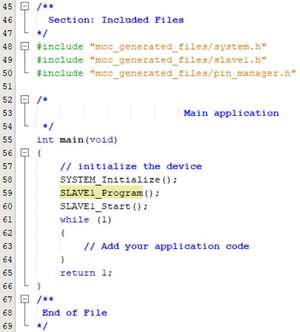 45 /**
46 Section: Included Files
47 */
48 #include "mcc_generated_files/system.h"
49 #include "mcc_generated_files/slave1.h"
50 #include "mcc_generated_files/pin_manager.h"
51
52 /*
53 Main application
54 */
55 int main(void)
56 {
57 // initialize the device
58 SYSTEM_Initialize();
59 SLAVE1_Program();
60 SLAVE1_Start();
61 while (1)
62 {
63 // Add your application code
64 }
65 return 1;
66 }
67 /**
68 End of File
69 */